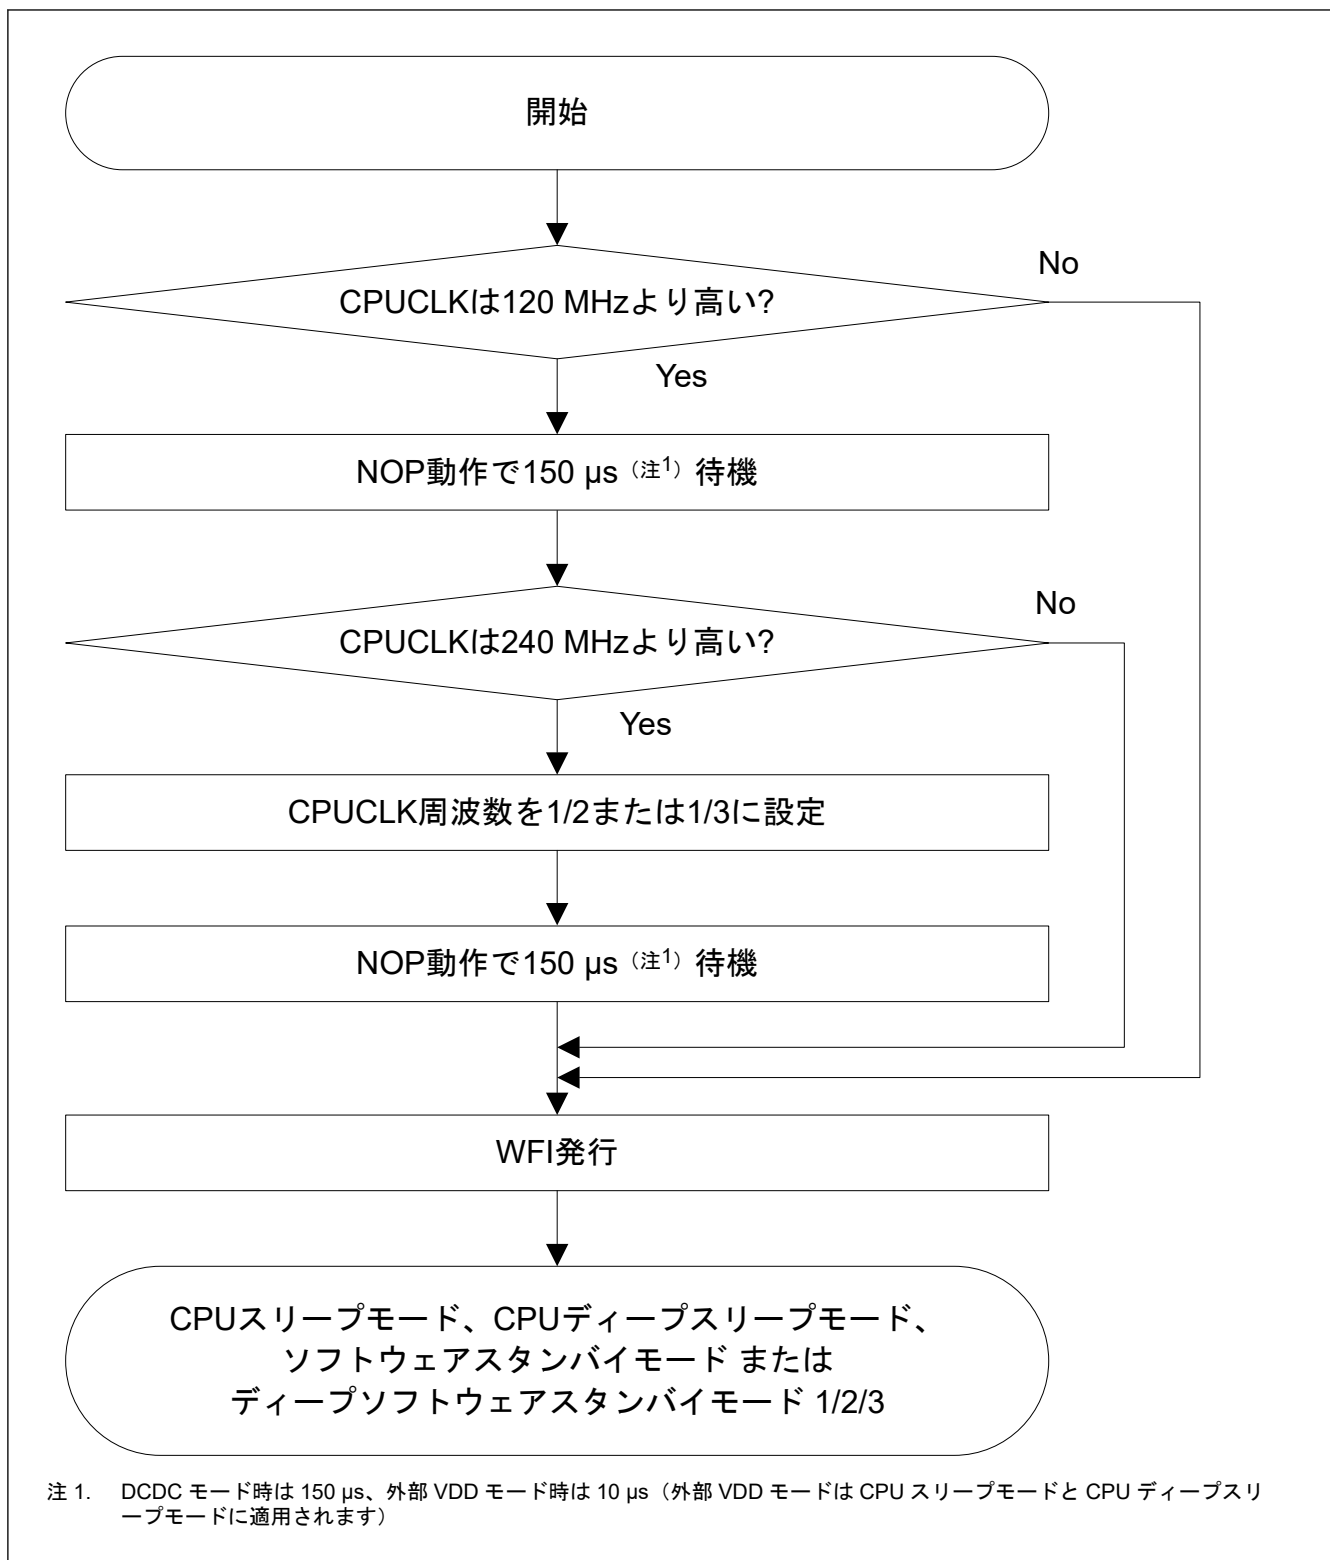 開始
CPUCLKは120 MHzより高い?
No
Yes
NOP動作で150 µs（注1）待機
CPUCLKは240 MHzより高い?
No
Yes
CPUCLK周波数を1/2または1/3に設定
NOP動作で150 µs（注1）待機
WFI発行
CPUスリープモード、CPUディープスリープモード、
ソフトウェアスタンバイモード または
ディープソフトウェアスタンバイモード 1/2/3
注 1. DCDC モード時は 150 µs、外部 VDD モード時は 10 µs（外部 VDD モードは CPU スリープモードと CPU ディープスリ
ープモードに適用されます）